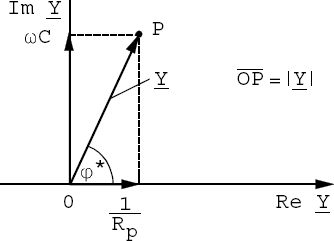 Im Y
ωC
P
Y
OP = |Y|
φ*
0
1
Rp
Re Y